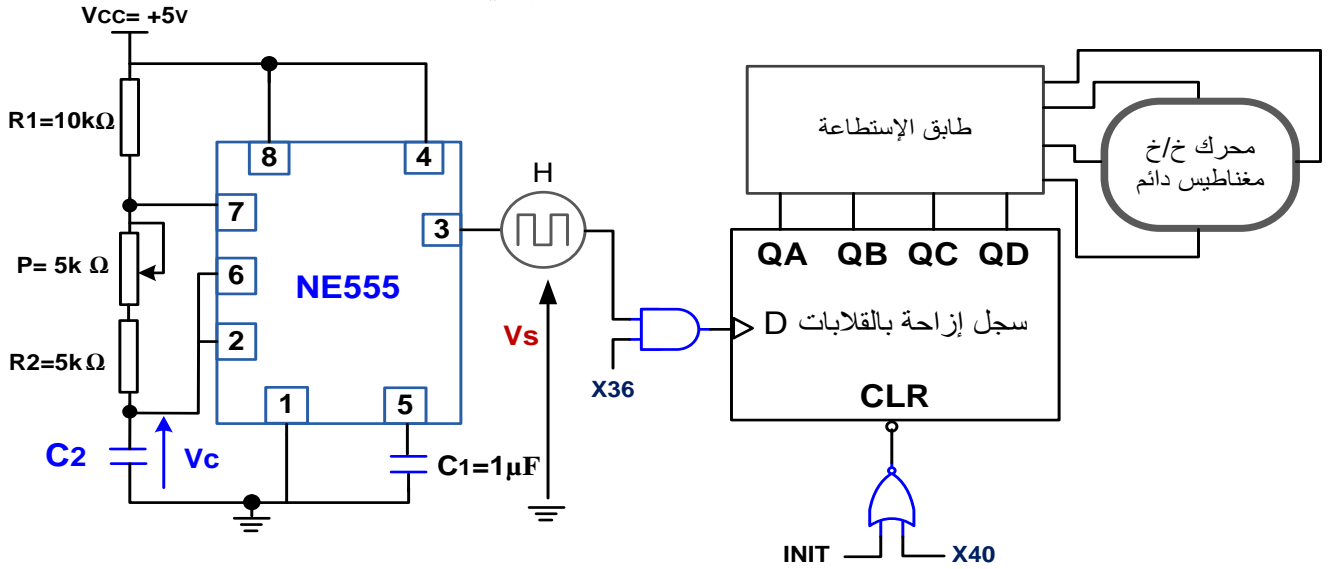 VCC= +5V
R1=10kΩ
P= 5k Ω
R2=5kΩ
C2
Vc
8
4
7
3
6
2
1
5
NE555
C1=1µF
H
Vs
X36
طابق الإستطاعة
محرك خ/خ
مغناطيس دائم
QA QB QC QD
سجل إزاحة بالقلابات D
CLR
INIT
X40